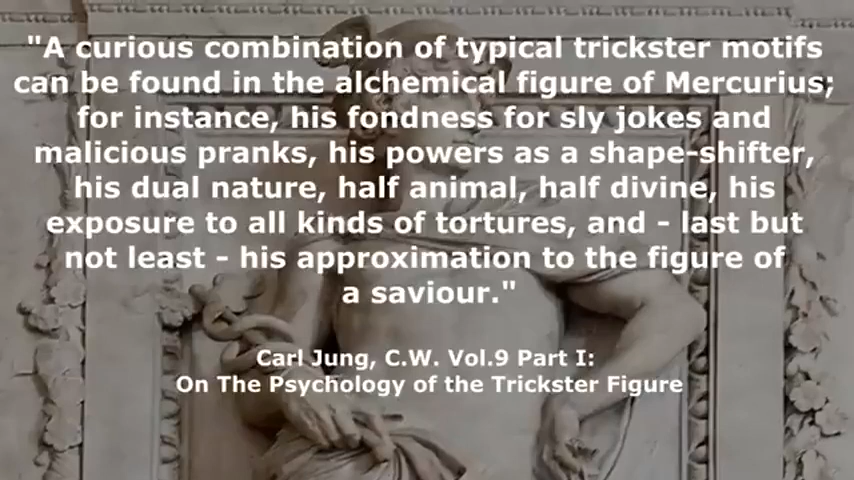 "A curious combination of typical trickster motifs
can be found in the alchemical figure of Mercurius;
for instance, his fondness for sly jokes and
malicious pranks, his powers as a shape-shifter,
his dual nature, half animal, half divine, his
exposure to all kinds of tortures, and - last but
not least - his approximation to the figure of
a saviour."
Carl Jung, C.W. Vol.9 Part I:
On The Psychology of the Trickster Figure